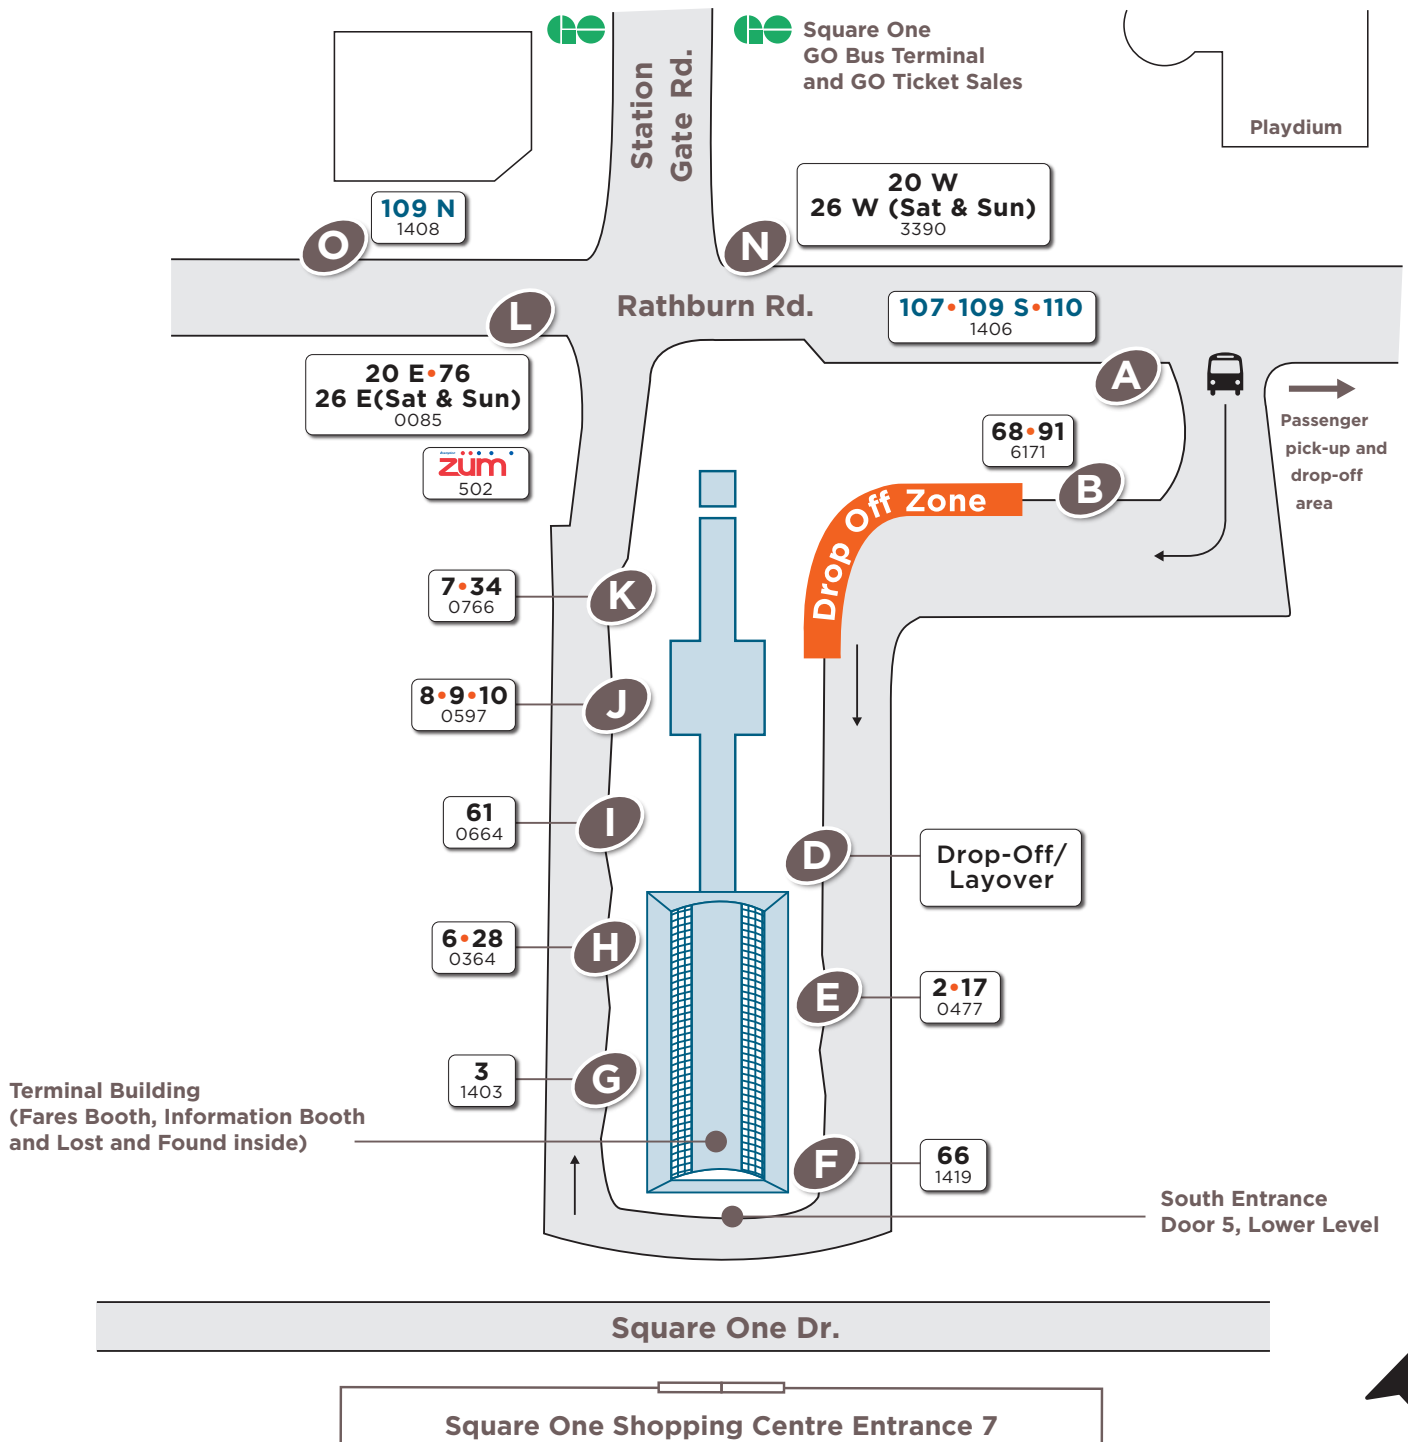 GO
GO
Square One
GO Bus Terminal
and GO Ticket Sales
Station
Gate Rd.
Playdium
20 W
26 W (Sat & Sun)
3390
109 N
1408
O
N
L
Rathburn Rd.
107•109 S•110
1406
A
20 E•76
26 E(Sat & Sun)
0085
Passenger
pick-up and
drop-off
area
68•91
6171
B
züm
502
Drop Off Zone
7•34
0766
K
8•9•10
0597
J
61
0664
I
D
Drop-Off/
Layover
6•28
0364
H
E
2•17
0477
3
1403
G
Terminal Building
(Fares Booth, Information Booth
and Lost and Found inside)
F
66
1419
South Entrance
Door 5, Lower Level
Square One Dr.
Square One Shopping Centre Entrance 7